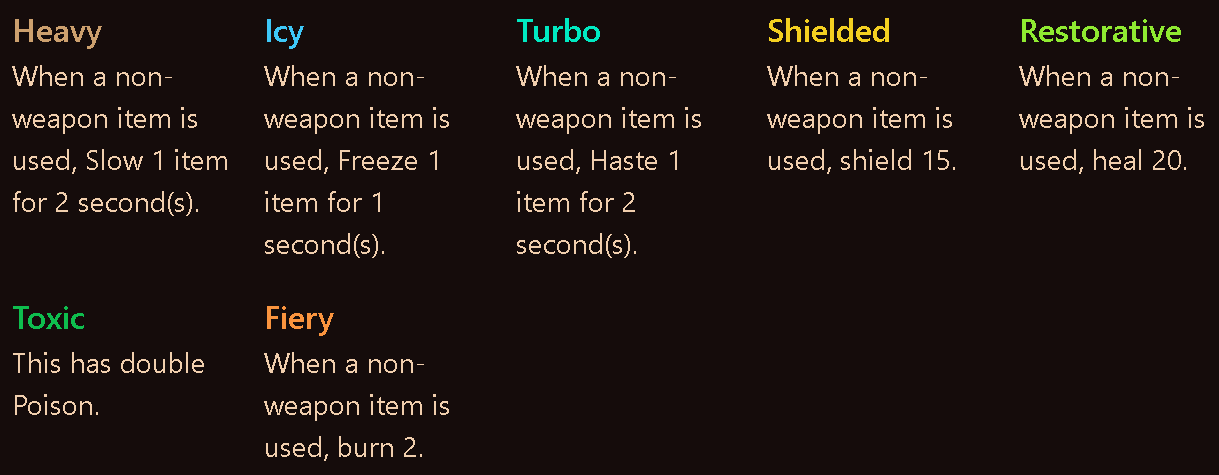 Heavy
When a non-
weapon item is
used, Slow 1 item
for 2 second(s).
Icy
When a non-
weapon item is
used, Freeze 1
item for 1
second(s).
Turbo
When a non-
weapon item is
used, Haste 1
item for 2
second(s).
Shielded
When a non-
weapon item is
used, shield 15.
Restorative
When a non-
weapon item is
used, heal 20.
Toxic
This has double
Poison.
Fiery
When a non-
weapon item is
used, burn 2.